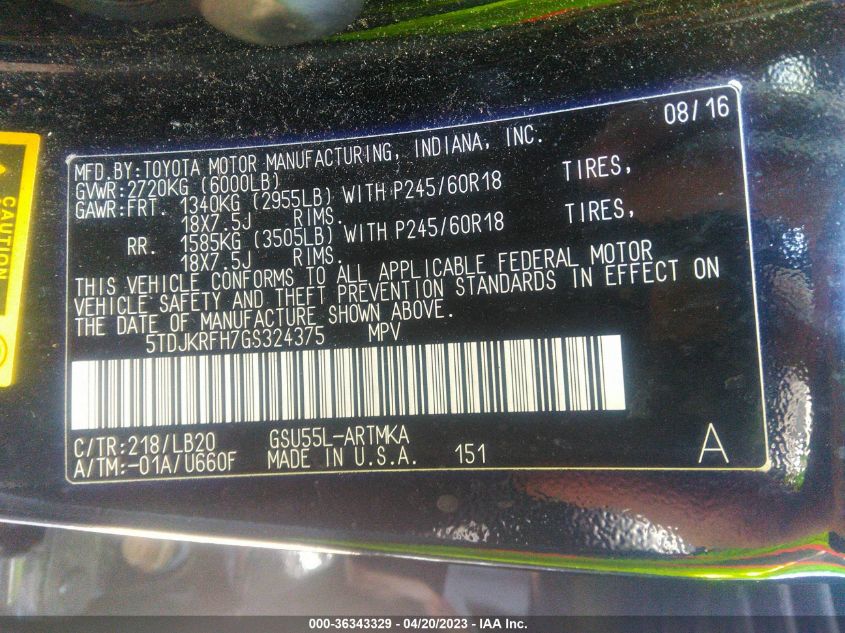 08/16
MFD.BY:TOYOTA MOTOR MANUFACTURING, INDIANA, INC.
GVWR:2720KG (6000LB)
GAWR:FRT. 1340KG (2955LB) WITH P245/60R18 TIRES,
18X7.5J RIMS.
RR. 1585KG (3505LB) WITH P245/60R18 TIRES,
18X7.5J RIMS.
THIS VEHICLE CONFORMS TO ALL APPLICABLE FEDERAL MOTOR
VEHICLE SAFETY AND THEFT PREVENTION STANDARDS IN EFFECT ON
THE DATE OF MANUFACTURE SHOWN ABOVE.
5TDJKRFH7GS324375 MPV
C/TR:218/LB20 GSU55L-ARTMKA
A/TM:-01A/U660F MADE IN U.S.A. 151 A
CAUTION
000-36343329 - 04/20/2023 - IAA Inc.